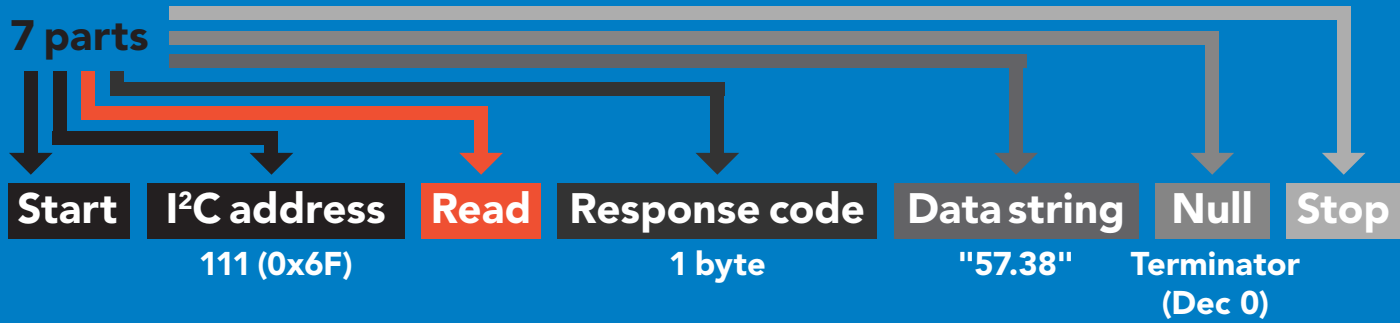 7 parts
Start I²C address Read Response code Data string Null Stop
111 (0x6F) 1 byte "57.38" Terminator
(Dec 0)